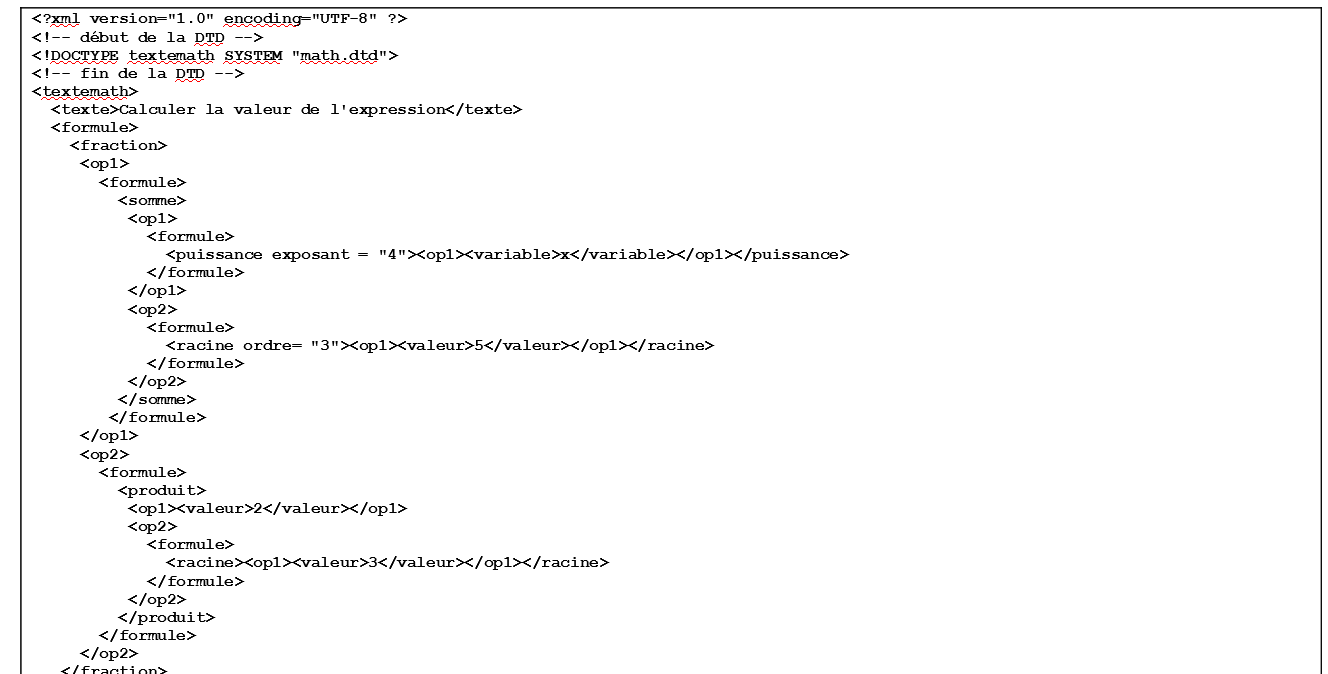 <?xml version="1.0" encoding="UTF-8" ?>
<!-- début de la DTD -->
<!DOCTYPE textemath SYSTEM "math.dtd">
<!-- fin de la DTD -->
<textemath>
  <texte>Calculer la valeur de l'expression</texte>
  <formule>
    <fraction>
     <op1>
       <formule>
         <somme>
          <op1>
            <formule>
              <puissance exposant = "4"><op1><variable>x</variable></op1></puissance>
            </formule>
          </op1>
          <op2>
            <formule>
              <racine ordre= "3"><op1><valeur>5</valeur></op1></racine>
            </formule>
          </op2>
         </somme>
        </formule>
     </op1>
     <op2>
       <formule>
         <produit>
          <op1><valeur>2</valeur></op1>
          <op2>
            <formule>
              <racine><op1><valeur>3</valeur></op1></racine>
            </formule>
          </op2>
         </produit>
       </formule>
     </op2>
   </fraction>